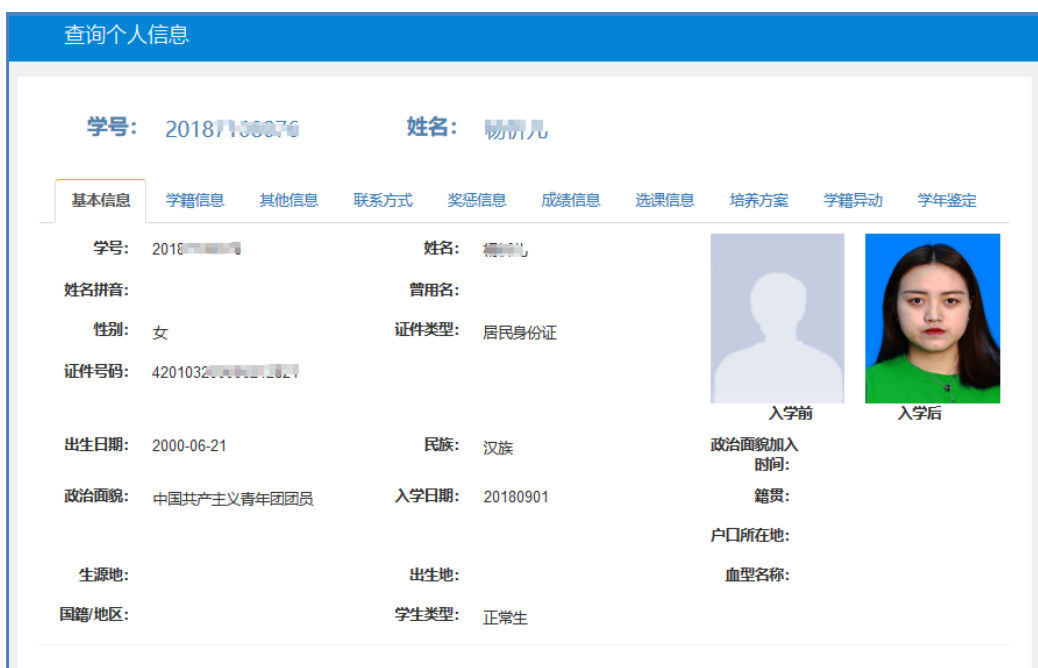 查询个人信息
学号: 姓名:
基本信息 学籍信息 其他信息 联系方式 奖惩信息 成绩信息 选课信息 培养方案 学籍异动 学年鉴定
学号: 姓名:
姓名拼音: 曾用名:
性别: 女 证件类型: 居民身份证
证件号码:
入学前 入学后
出生日期: 2000-06-21 民族: 汉族 政治面貌加入
时间:
政治面貌: 中国共产主义青年团团员 入学日期: 20180901 籍贯:
户口所在地:
生源地: 出生地: 血型名称:
国籍/地区: 学生类型: 正常生